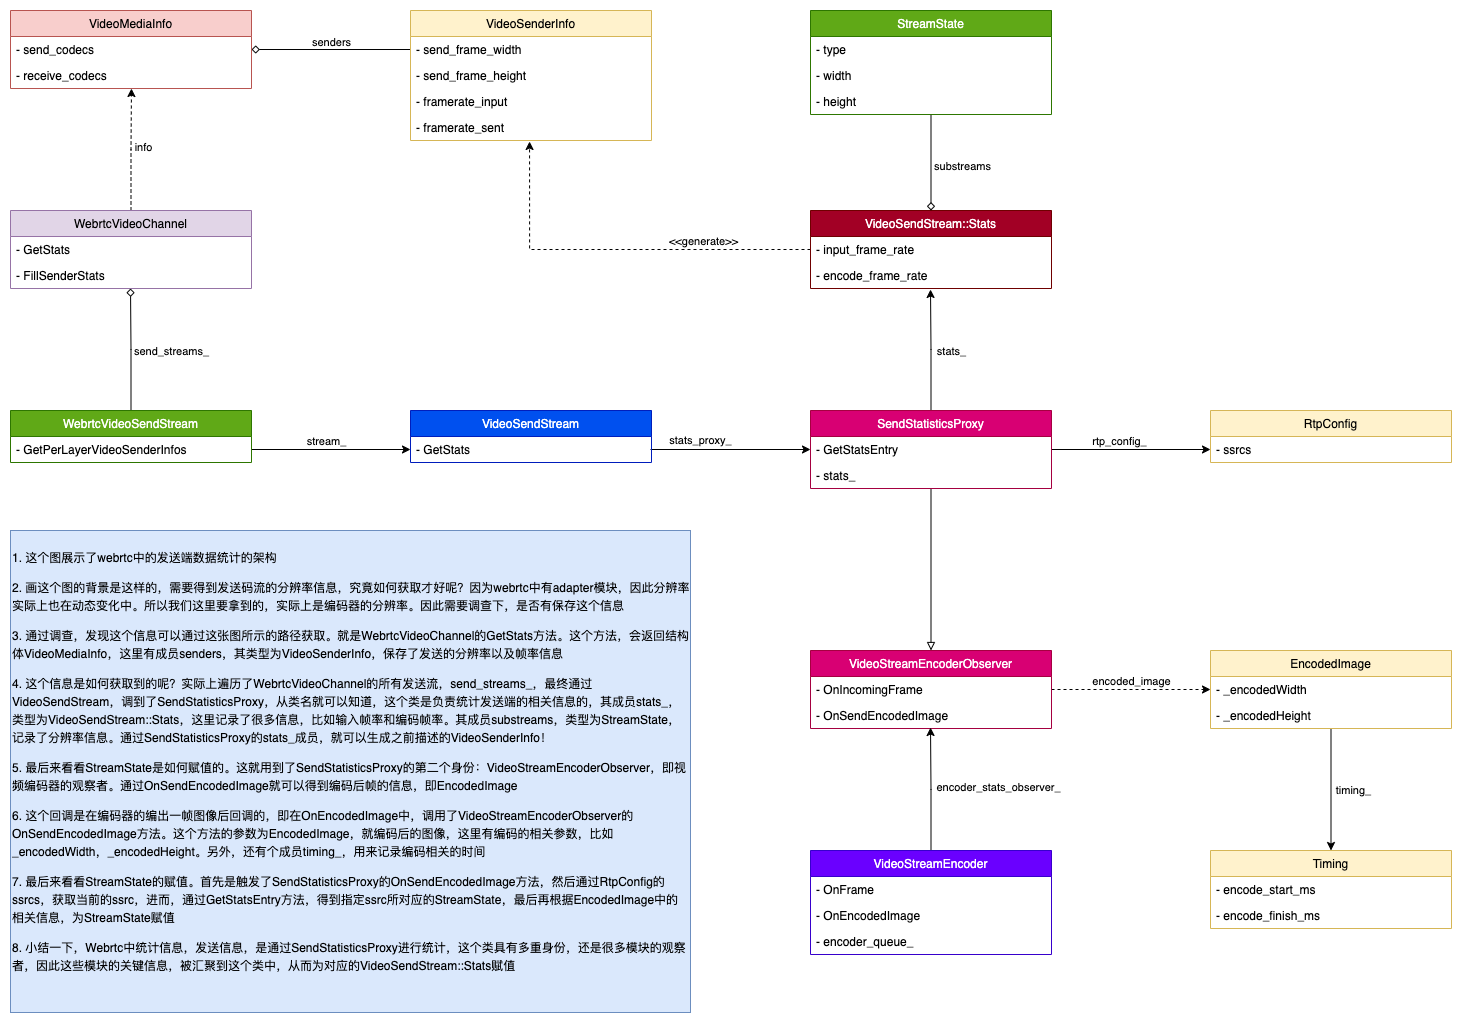 VideoMediaInfo
- send_codecs
- receive_codecs
senders
VideoSenderInfo
- send_frame_width
- send_frame_height
- framerate_input
- framerate_sent
StreamState
- type
- width
- height
info
substreams
WebrtcVideoChannel
- GetStats
- FillSenderStats
<<generate>>
VideoSendStream::Stats
- input_frame_rate
- encode_frame_rate
send_streams_
stats_
WebrtcVideoSendStream
- GetPerLayerVideoSenderInfos
stream_
VideoSendStream
- GetStats
stats_proxy_
SendStatisticsProxy
- GetStatsEntry
- stats_
rtp_config_
RtpConfig
- ssrcs
1. 这个图展示了webrtc中的发送端数据统计的架构
2. 画这个图的背景是这样的，需要得到发送码流的分辨率信息，究竟如何获取才好呢？因为webrtc中有adapter模块，因此分辨率
实际上也在动态变化中。所以我们这里要拿到的，实际上是编码器的分辨率。因此需要调查下，是否有保存这个信息
3. 通过调查，发现这个信息可以通过这张图所示的路径获取。就是WebrtcVideoChannel的GetStats方法。这个方法，会返回结构
体VideoMediaInfo，这里有成员senders，其类型为VideoSenderInfo，保存了发送的分辨率以及帧率信息
4. 这个信息是如何获取到的呢？实际上遍历了WebrtcVideoChannel的所有发送流，send_streams_，最终通过
VideoSendStream，调到了SendStatisticsProxy，从类名就可以知道，这个类是负责统计发送端的相关信息的，其成员stats_，
类型为VideoSendStream::Stats，这里记录了很多信息，比如输入帧率和编码帧率。其成员substreams，类型为StreamState，
记录了分辨率信息。通过SendStatisticsProxy的stats_成员，就可以生成之前描述的VideoSenderInfo！
5. 最后来看看StreamState是如何赋值的。这就用到了SendStatisticsProxy的第二个身份：VideoStreamEncoderObserver，即视
频编码器的观察者。通过OnSendEncodedImage就可以得到编码后帧的信息，即EncodedImage
6. 这个回调是在编码器的编出一帧图像后回调的，即在OnEncodedImage中，调用了VideoStreamEncoderObserver的
OnSendEncodedImage方法。这个方法的参数为EncodedImage，就编码后的图像，这里有编码的相关参数，比如
_encodedWidth，_encodedHeight。另外，还有个成员timing_，用来记录编码相关的时间
7. 最后来看看StreamState的赋值。首先是触发了SendStatisticsProxy的OnSendEncodedImage方法，然后通过RtpConfig的
ssrcs，获取当前的ssrc，进而，通过GetStatsEntry方法，得到指定ssrc所对应的StreamState，最后再根据EncodedImage中的
相关信息，为StreamState赋值
8. 小结一下，Webrtc中统计信息，发送信息，是通过SendStatisticsProxy进行统计，这个类具有多重身份，还是很多模块的观察
者，因此这些模块的关键信息，被汇聚到这个类中，从而为对应的VideoSendStream::Stats赋值
VideoStreamEncoderObserver
- OnIncomingFrame
- OnSendEncodedImage
encoded_image
EncodedImage
- _encodedWidth
- _encodedHeight
encoder_stats_observer_
timing_
VideoStreamEncoder
- OnFrame
- OnEncodedImage
- encoder_queue_
Timing
- encode_start_ms
- encode_finish_ms